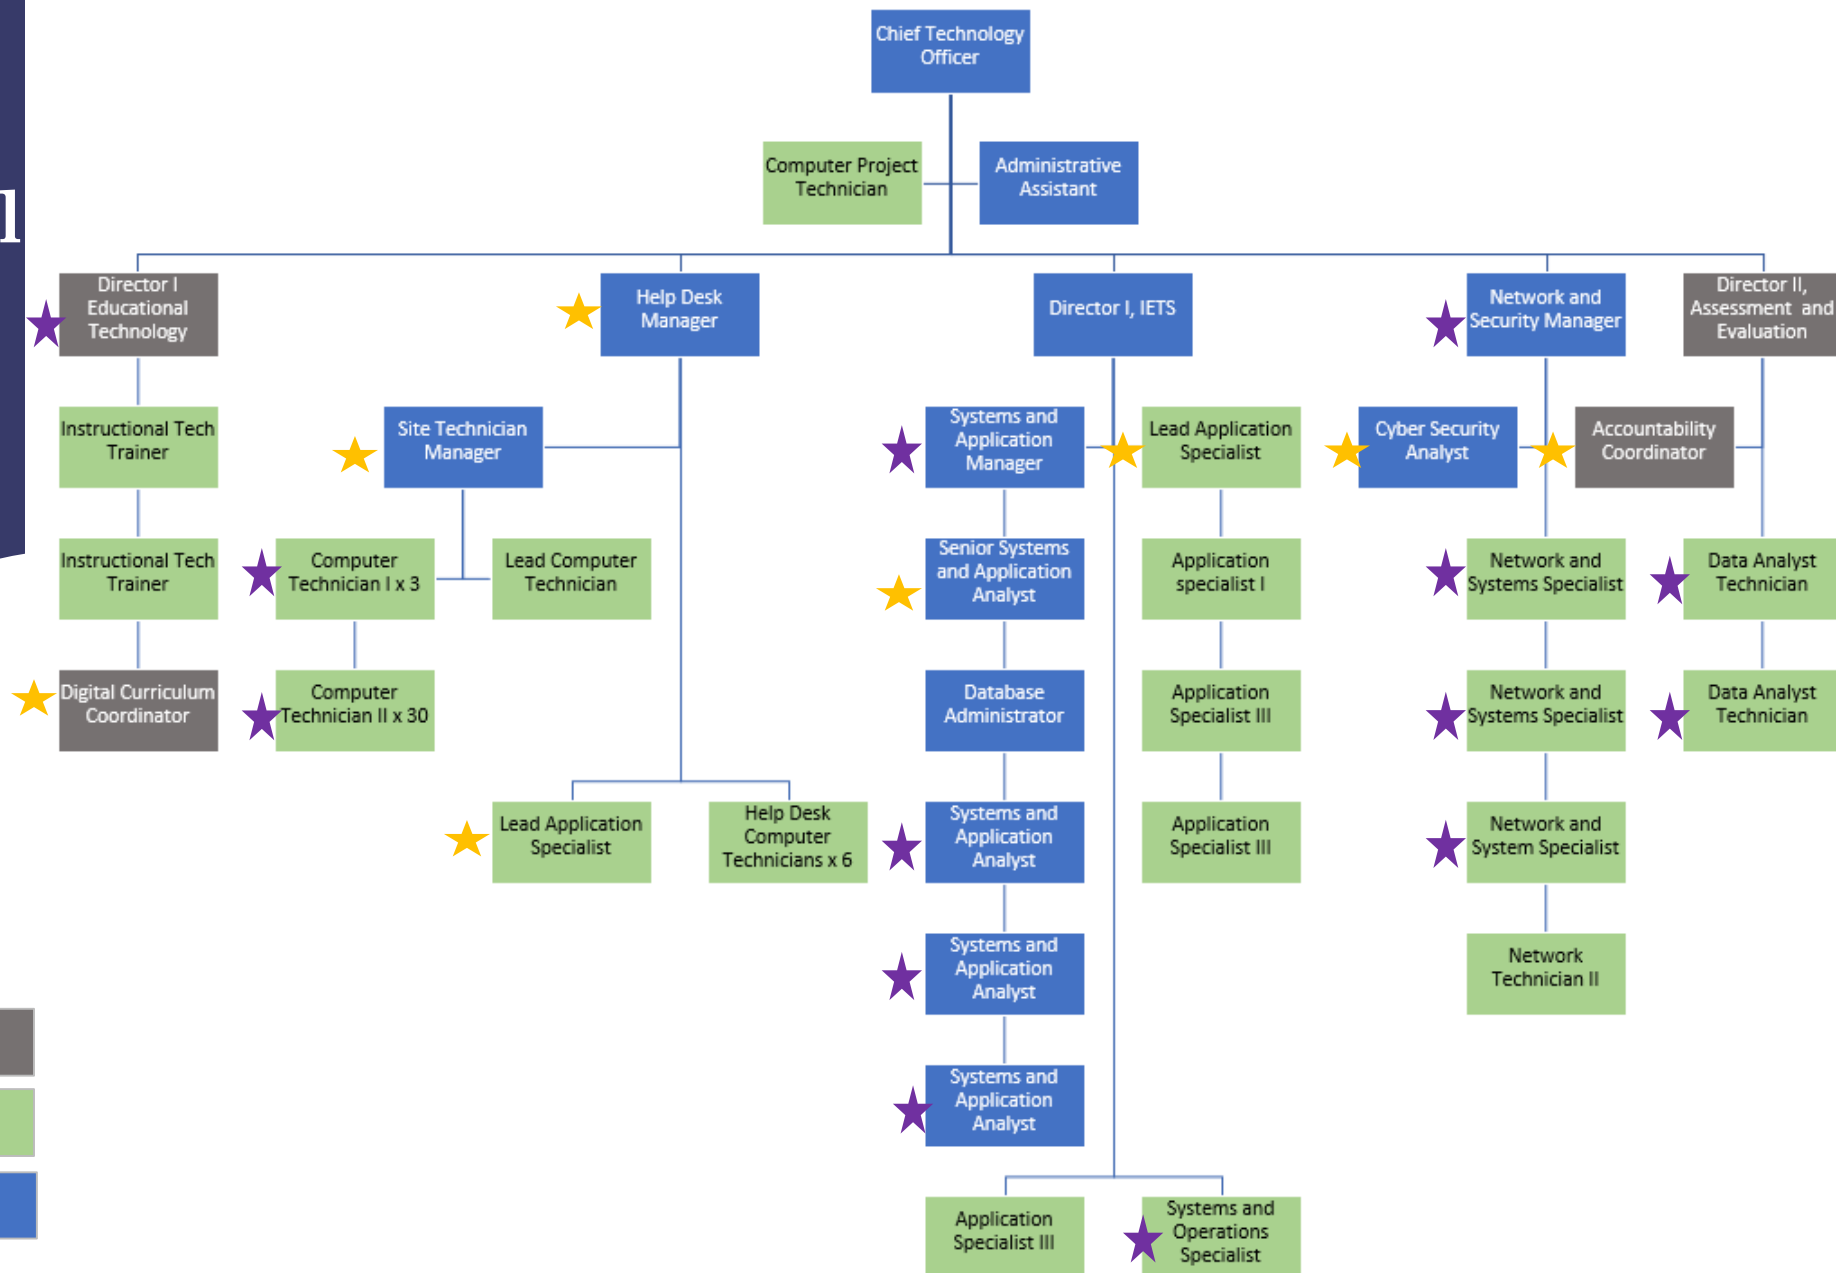 l
Chief Technology
Officer
Computer Project
Technician
Administrative
Assistant
Director I
Educational
Technology
Help Desk
Manager
Director I, IETS
Network and
Security Manager
Director II,
Assessment and
Evaluation
Instructional Tech
Trainer
Site Technician
Manager
Systems and
Application
Manager
Lead Application
Specialist
Cyber Security
Analyst
Accountability
Coordinator
Instructional Tech
Trainer
Computer
Technician I x 3
Lead Computer
Technician
Senior Systems
and Application
Analyst
Application
specialist I
Network and
Systems Specialist
Data Analyst
Technician
Digital Curriculum
Coordinator
Computer
Technician II x 30
Database
Administrator
Application
Specialist III
Network and
Systems Specialist
Data Analyst
Technician
Lead Application
Specialist
Help Desk
Computer
Technicians x 6
Systems and
Application
Analyst
Application
Specialist III
Network and
System Specialist
Systems and
Application
Analyst
Network
Technician II
Systems and
Application
Analyst
Application
Specialist III
Systems and
Operations
Specialist